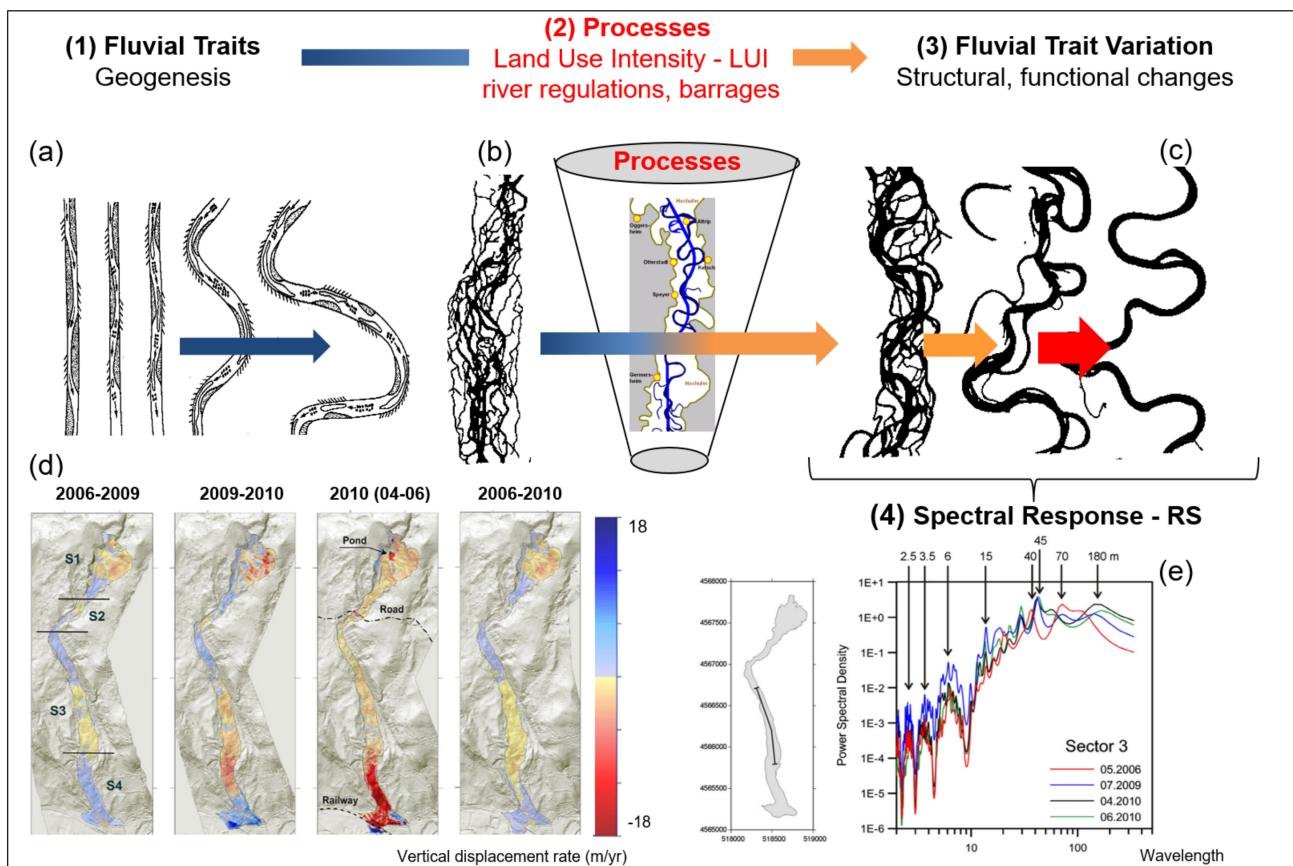 (1) Fluvial Traits
Geogenesis
(2) Processes
Land Use Intensity - LUI
river regulations, barrages
(3) Fluvial Trait Variation
Structural, functional changes
(a)
(b)
Processes
Hochufer
Oggers-
heim
Altrip
Otterstadt
Ketsch
Speyer
Germers-
heim
Hochufer
(c)
(d)
2006-2009
2009-2010
2010 (04-06)
2006-2010
S1
S2
S3
S4
Pond
Road
Railway
18
-18
Vertical displacement rate (m/yr)
4568000
4567500
4567000
4566500
4566000
4565500
4565000
518000
518500
519000
(4) Spectral Response - RS
45
2.5 3.5 6 15 40 70 180 m
(e)
1E+1
1E+0
1E-1
1E-2
1E-3
1E-4
1E-5
1E-6
Power Spectral Density
Sector 3
05.2006
07.2009
04.2010
06.2010
10 100
Wavelength